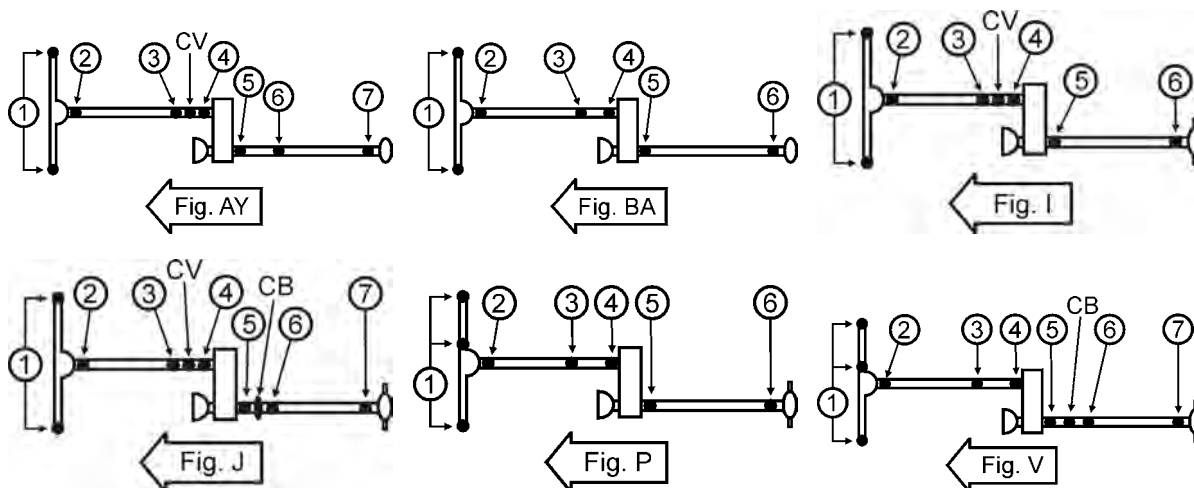 CV
2 3 4
5 6 7
1
Fig. AY
2 3 4
5 6
1
Fig. BA
CV
2 3 4
5 6
1
Fig. I
CV CB
2 3 4 7
5 6
1
Fig. J
2 3 4 5 6
1
Fig. P
CB
2 3 4 5 6 7
1
Fig. V